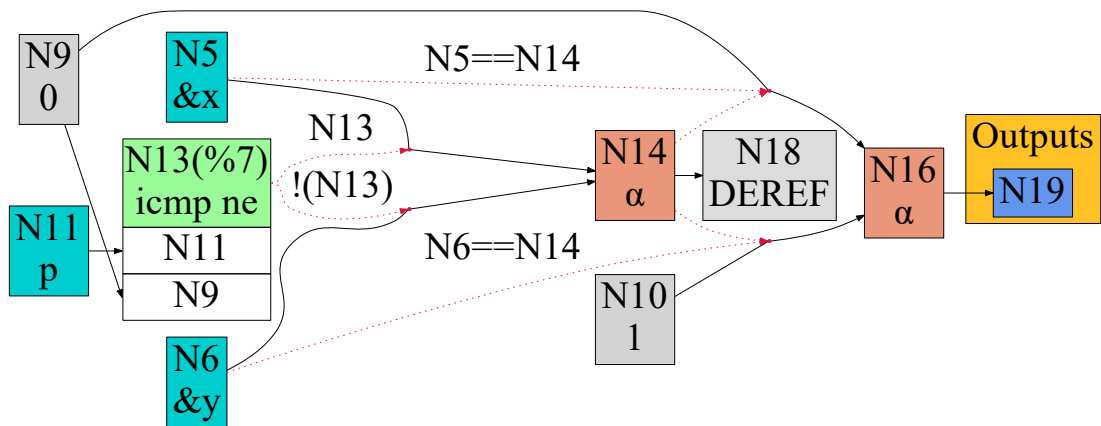 N9
0
N5
&x
N5==N14
N13(%7)
icmp ne
N11
N9
N13
!(N13)
N14
α
N18
DEREF
N16
α
Outputs
N19
N11
p
N6==N14
N10
1
N6
&y